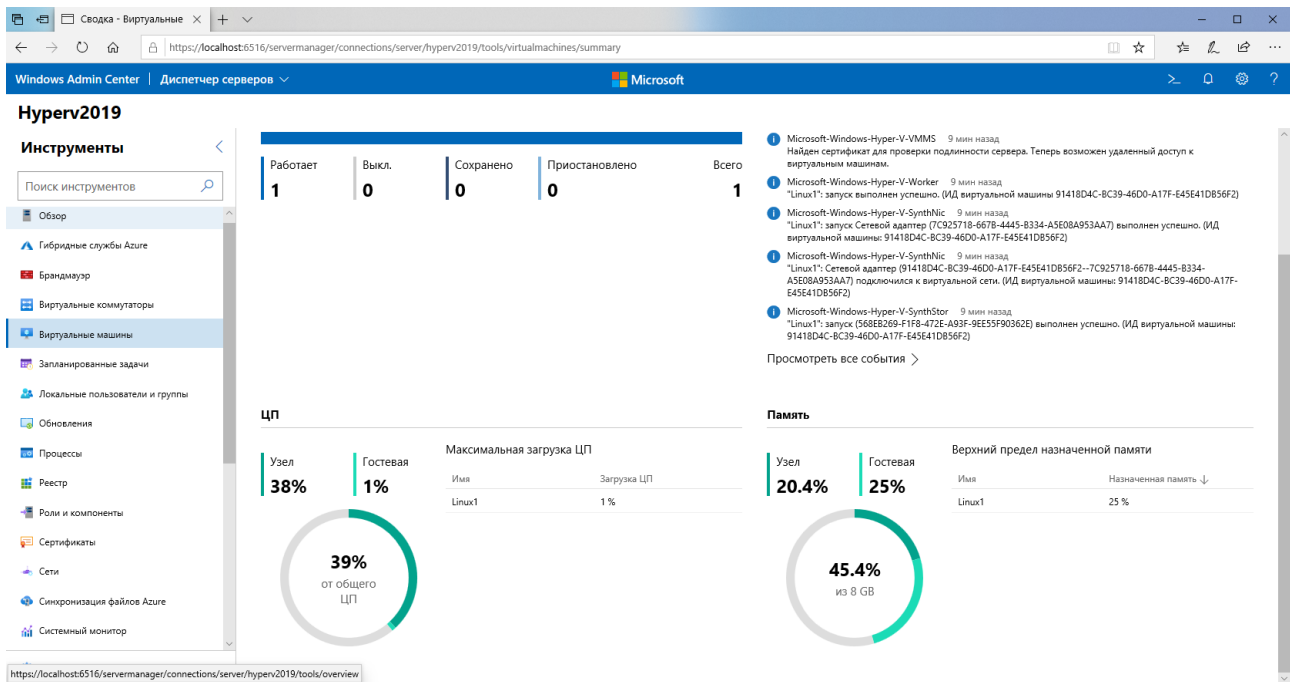 Сводка - Виртуальные
https://localhost:6516/servermanager/connections/server/hyperv2019/tools/virtualmachines/summary
Windows Admin Center | Диспетчер серверов
Microsoft
Hyperv2019
Инструменты
Поиск инструментов
Обзор
Гибридные службы Azure
Брандмауэр
Виртуальные коммутаторы
Виртуальные машины
Запланированные задачи
Локальные пользователи и группы
Обновления
Процессы
Реестр
Роли и компоненты
Сертификаты
Сети
Синхронизация файлов Azure
Системный монитор
https://localhost:6516/servermanager/connections/server/hyperv2019/tools/overview
Работает Выкл. Сохранено Приостановлено Всего
1 0 0 0 1
Microsoft-Windows-Hyper-V-VMMS 9 мин назад
Найден сертификат для проверки подлинности сервера. Теперь возможен удаленный доступ к
виртуальным машинам.
Microsoft-Windows-Hyper-V-Worker 9 мин назад
"Linux1": запуск выполнен успешно. (ИД виртуальной машины 91418D4C-BC39-46D0-A17F-E45E41DB56F2)
Microsoft-Windows-Hyper-V-SynthNic 9 мин назад
"Linux1": запуск Сетевой адаптер (7C925718-667B-4445-B334-A5E08A953AA7) выполнен успешно. (ИД
виртуальной машины: 91418D4C-BC39-46D0-A17F-E45E41DB56F2)
Microsoft-Windows-Hyper-V-SynthNic 9 мин назад
"Linux1": Сетевой адаптер (91418D4C-BC39-46D0-A17F-E45E41DB56F2--7C925718-667B-4445-B334-
A5E08A953AA7) подключился к виртуальной сети. (ИД виртуальной машины: 91418D4C-BC39-46D0-A17F-
E45E41DB56F2)
Microsoft-Windows-Hyper-V-SynthStor 9 мин назад
"Linux1": запуск (568EB269-F1F8-472E-A93F-9EE55F90362E) выполнен успешно. (ИД виртуальной машины:
91418D4C-BC39-46D0-A17F-E45E41DB56F2)
Просмотреть все события
ЦП
Узел Гостевая
38% 1%
39%
от общего
ЦП
Максимальная загрузка ЦП
Имя Загрузка ЦП
Linux1 1 %
Память
Узел Гостевая
20.4% 25%
45.4%
из 8 GB
Верхний предел назначенной памяти
Имя Назначенная память
Linux1 25 %